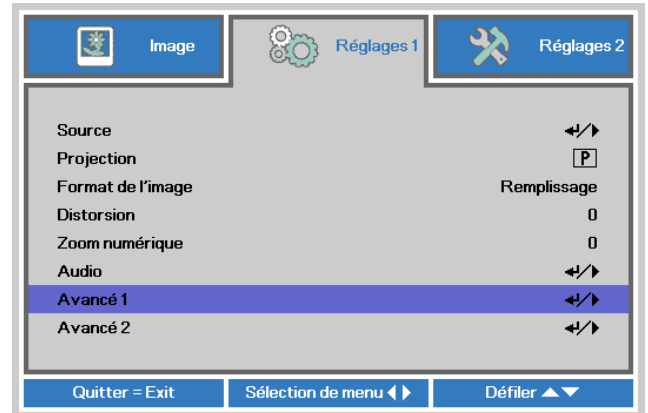 Image Réglages 1 Réglages 2
Source
Projection P
Format de l'image Remplissage
Distorsion 0
Zoom numérique 0
Audio
Avancé 1
Avancé 2
Quitter = Exit Sélection de menu Défiler